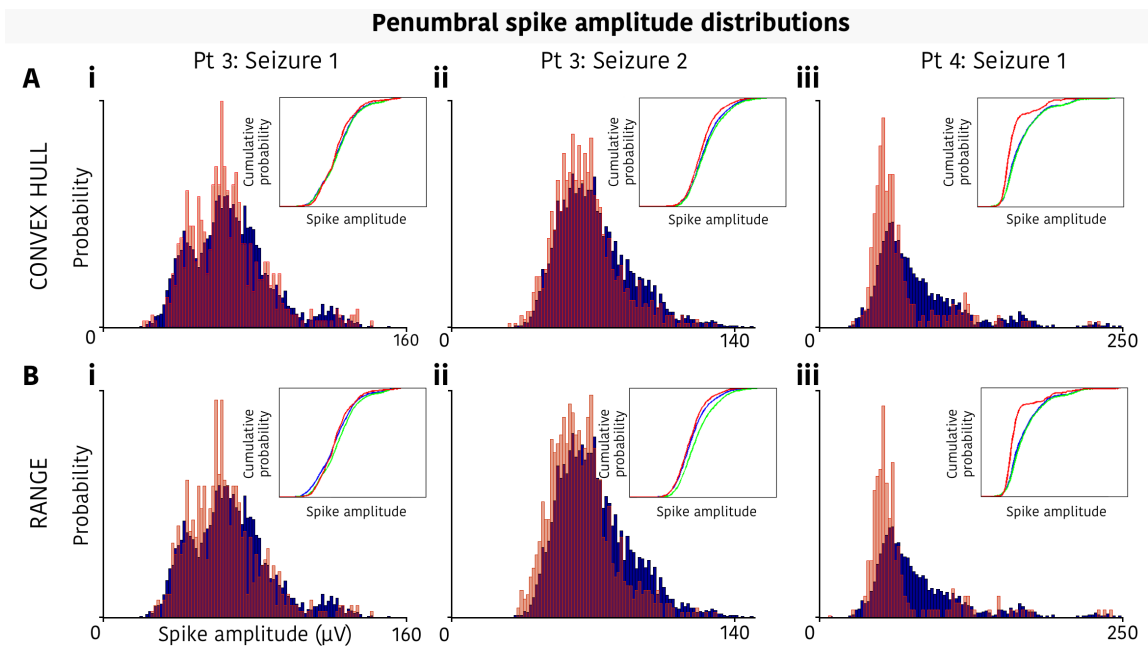 Penumbral spike amplitude distributions
Pt 3: Seizure 1
Pt 3: Seizure 2
Pt 4: Seizure 1
A
i
ii
iii
CONVEX HULL
Probability
Cumulative
probability
Spike amplitude
Cumulative
probability
Spike amplitude
Cumulative
probability
Spike amplitude
0
160
0
140
0
250
B
i
ii
iii
RANGE
Probability
Cumulative
probability
Spike amplitude
Cumulative
probability
Spike amplitude
Cumulative
probability
Spike amplitude
0
Spike amplitude (µV)
160
0
140
0
250